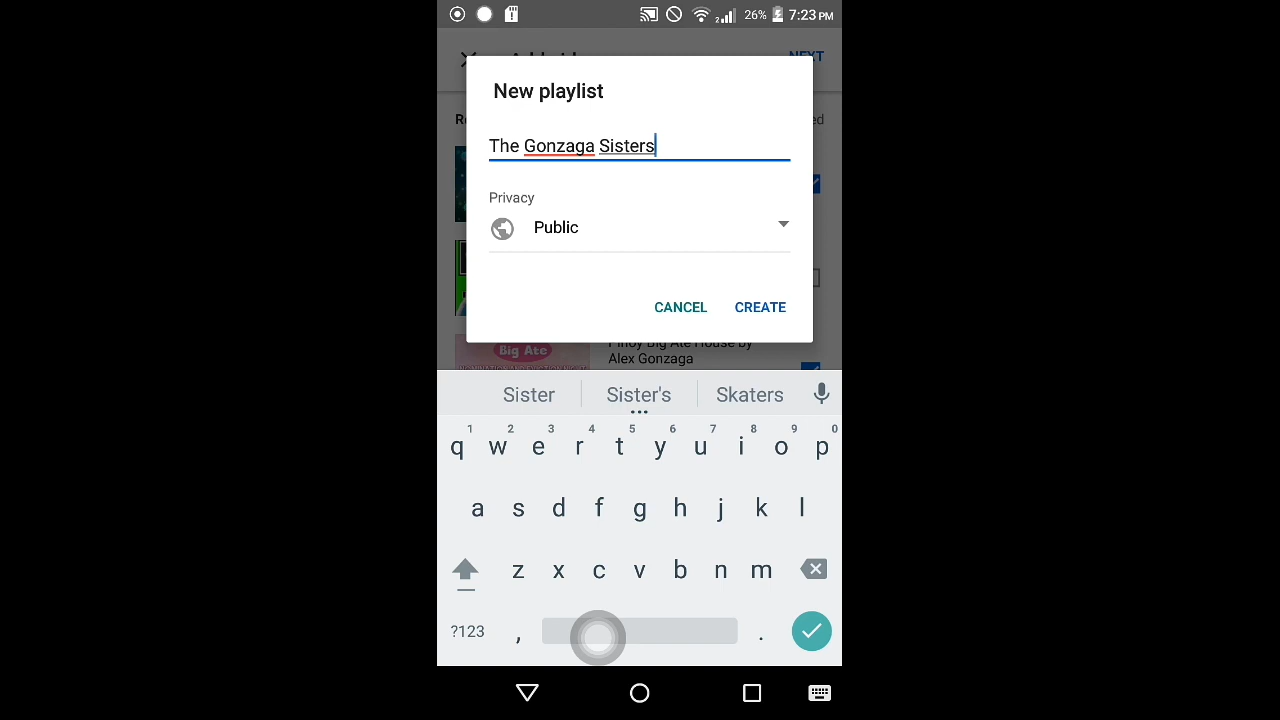 26% 7:23 PM
NEXT
New playlist
The Gonzaga Sisters
Privacy
Public
CANCEL CREATE
Big Ate
Pinoy Big Ate House by
Alex Gonzaga
Sister Sister's Skaters
1 2 3 4 5 6 7 8 9 0
q w e r t y u i o p
a s d f g h j k l
z x c v b n m
?123 , .